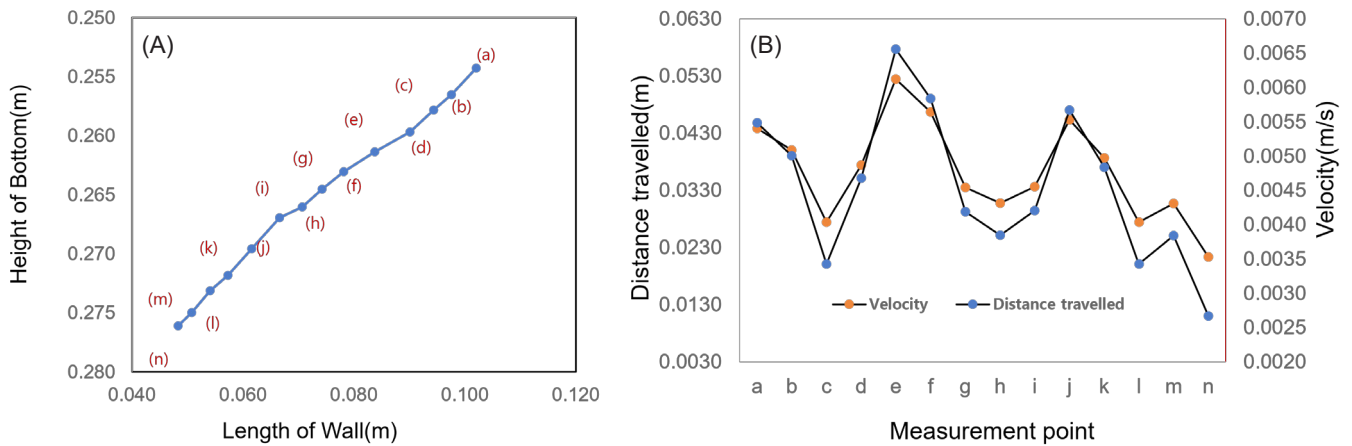 (A)
Height of Bottom(m)
0.250
0.255
0.260
0.265
0.270
0.275
0.280
(a)
(c)
(b)
(e)
(d)
(g)
(f)
(i)
(h)
(k)
(j)
(m)
(l)
(n)
0.040
0.060
0.080
0.100
0.120
Length of Wall(m)
(B)
Distance travelled(m)
0.0630
0.0530
0.0430
0.0330
0.0230
0.0130
0.0030
Velocity
Distance travelled
0.0070
0.0065
0.0060
0.0055
0.0050
0.0045
0.0040
0.0035
0.0030
0.0025
0.0020
Velocity(m/s)
a b c d e f g h i j k l m n
Measurement point